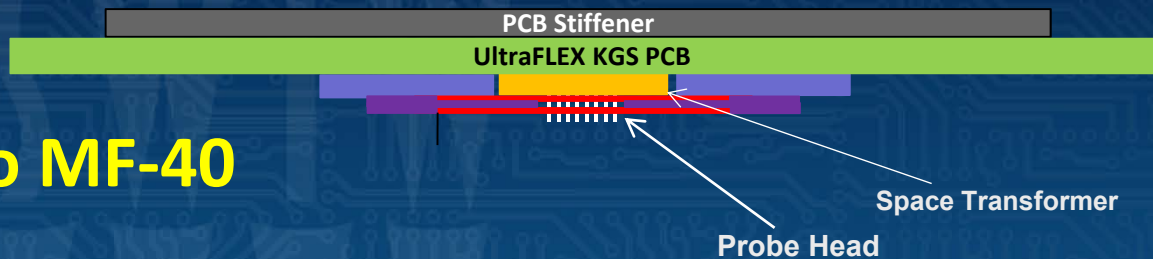 PCB Stiffener
UltraFLEX KGS PCB
MF-40
Space Transformer
Probe Head